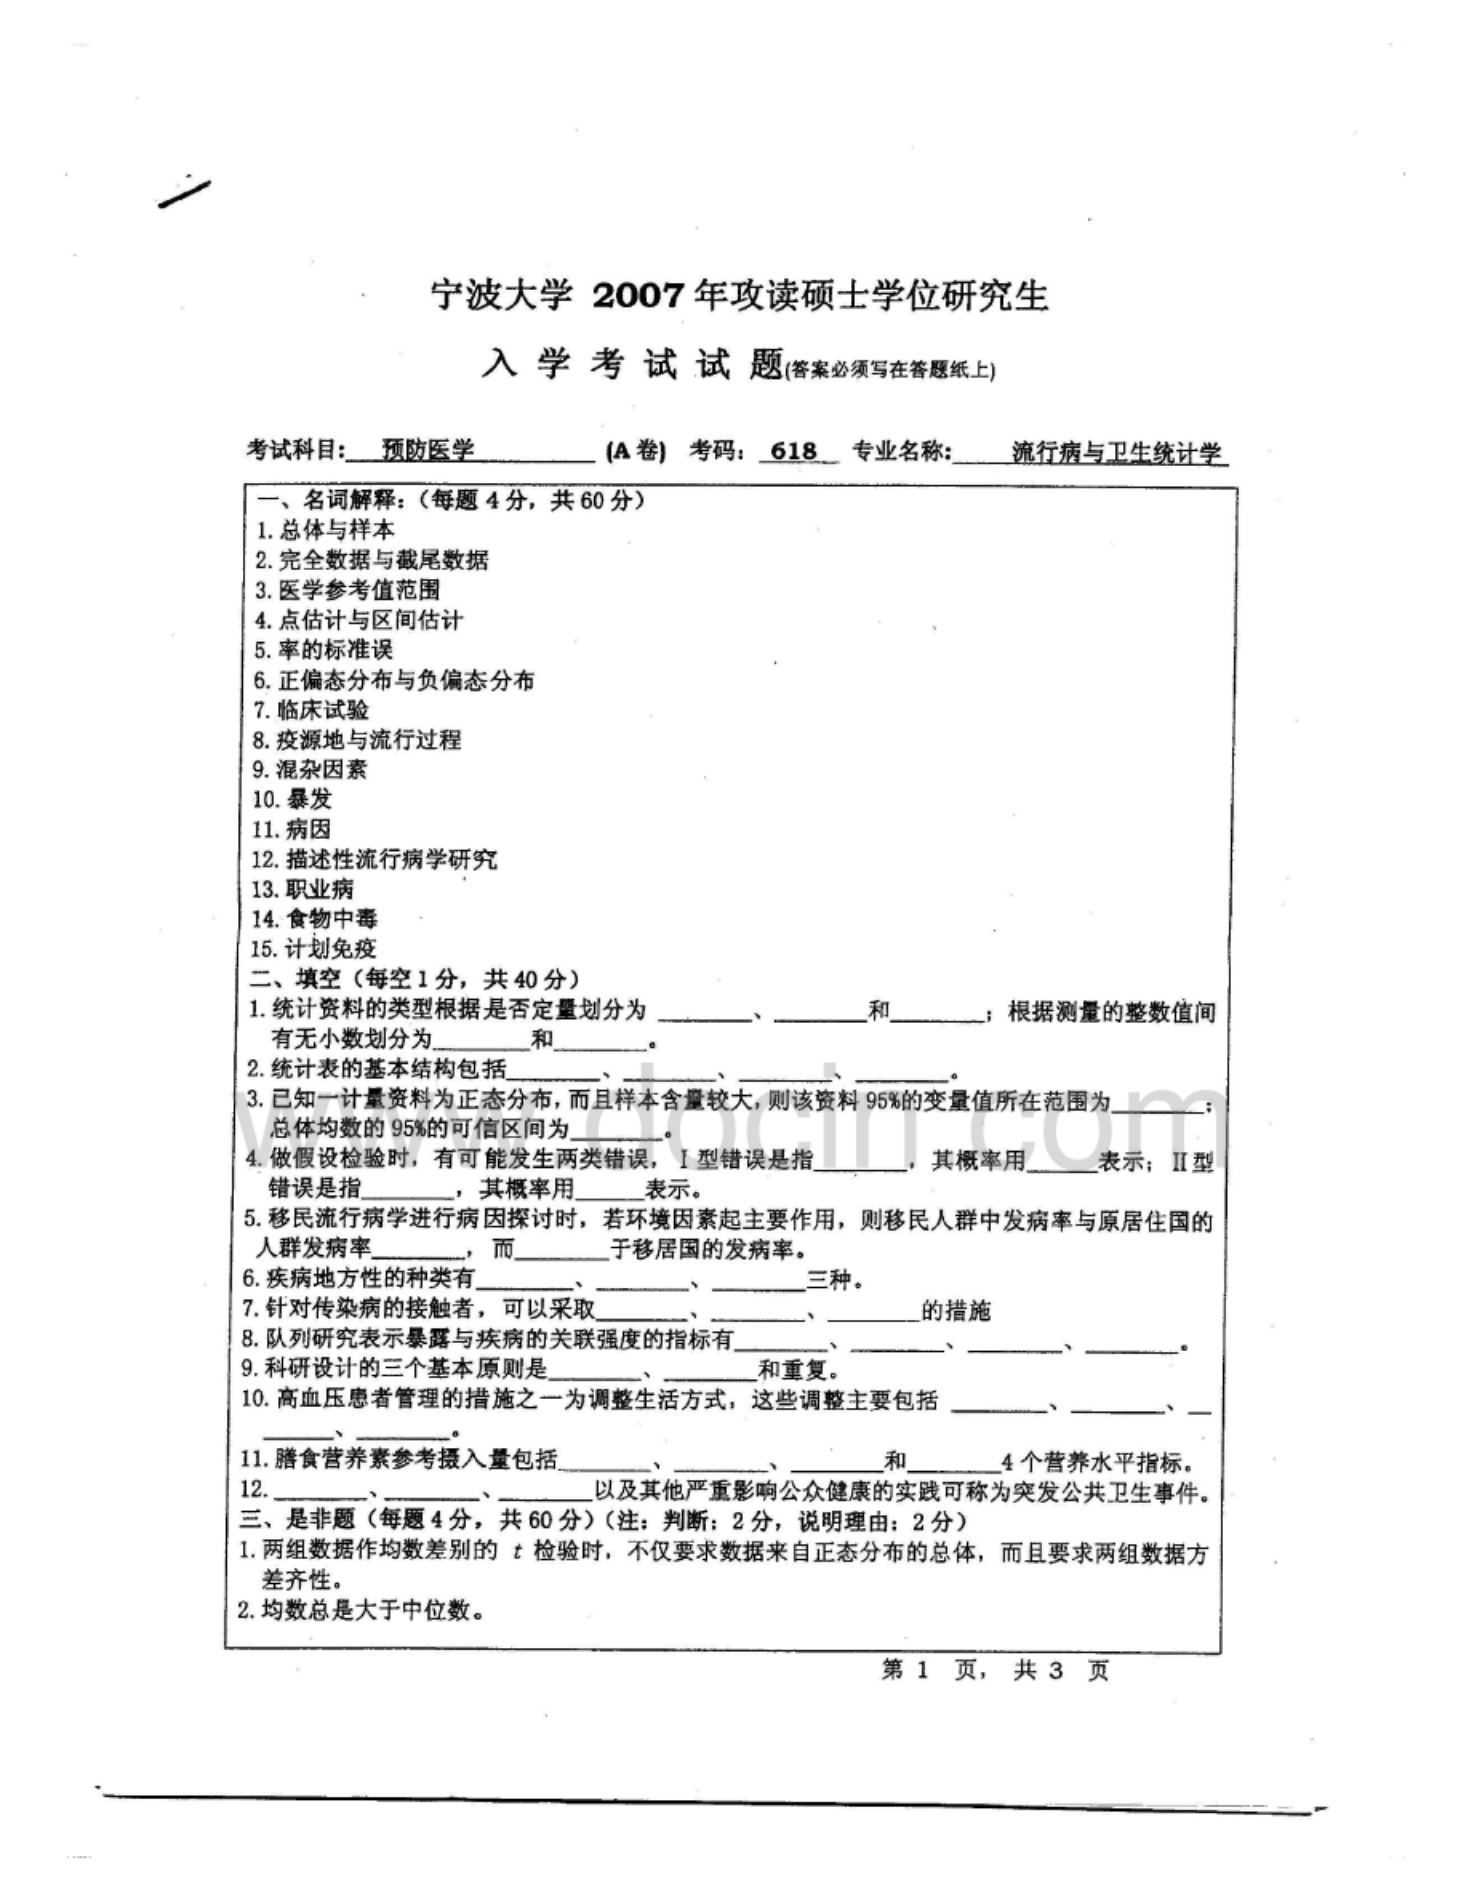 宁波大学 2007 年攻读硕士学位研究生
入 学 考 试 试 题(答案必须写在答题纸上)
考试科目: 预防医学 (A 卷) 考码: 618 专业名称: 流行病与卫生统计学
一、名词解释:(每题 4 分,共 60 分)
1. 总体与样本
2. 完全数据与截尾数据
3. 医学参考值范围
4. 点估计与区间估计
5. 率的标准误
6. 正偏态分布与负偏态分布
7. 临床试验
8. 疫源地与流行过程
9. 混杂因素
10. 暴发
11. 病因
12. 描述性流行病学研究
13. 职业病
14. 食物中毒
15. 计划免疫
二、填空(每空 1 分,共 40 分)
1. 统计资料的类型根据是否定量划分为 ________、________和________;根据测量的整数值间
有无小数划分为________和________。
2. 统计表的基本结构包括________、________、________、________。
3. 已知一计量资料为正态分布,而且样本含量较大,则该资料 95%的变量值所在范围为________;
总体均数的 95%的可信区间为________。
4. 做假设检验时,有可能发生两类错误,Ⅰ型错误是指________,其概率用______表示;Ⅱ型
错误是指________,其概率用______表示。
5. 移民流行病学进行病因探讨时,若环境因素起主要作用,则移民人群中发病率与原居住国的
人群发病率________,而________于移居国的发病率。
6. 疾病地方性的种类有________、________、________三种。
7. 针对传染病的接触者,可以采取________、________、________的措施
8. 队列研究表示暴露与疾病的关联强度的指标有________、________、________、________。
9. 科研设计的三个基本原则是________、________和重复。
10. 高血压患者管理的措施之一为调整生活方式,这些调整主要包括 ________、________、__
______、________。
11. 膳食营养素参考摄入量包括________、________、________和________4 个营养水平指标。
12. ________、________、________以及其他严重影响公众健康的实践可称为突发公共卫生事件。
三、是非题(每题 4 分,共 60 分)(注:判断:2 分,说明理由:2 分)
1. 两组数据作均数差别的 t 检验时,不仅要求数据来自正态分布的总体,而且要求两组数据方
差齐性。
2. 均数总是大于中位数。
第 1 页, 共 3 页
www.docin.com